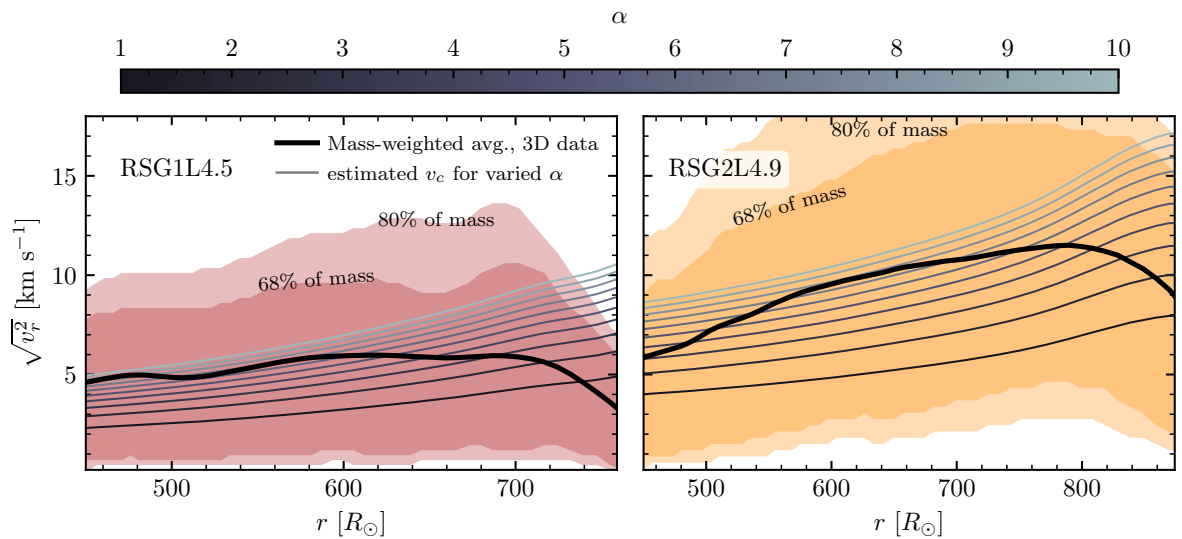 α
1 2 3 4 5 6 7 8 9 10
RSG1L4.5
Mass-weighted avg., 3D data
estimated v_c for varied α
80% of mass
68% of mass
RSG2L4.9
80% of mass
68% of mass
15
10
5
√v_r^2 [km s⁻¹]
500 600 700
r [R⊙]
500 600 700 800
r [R⊙]